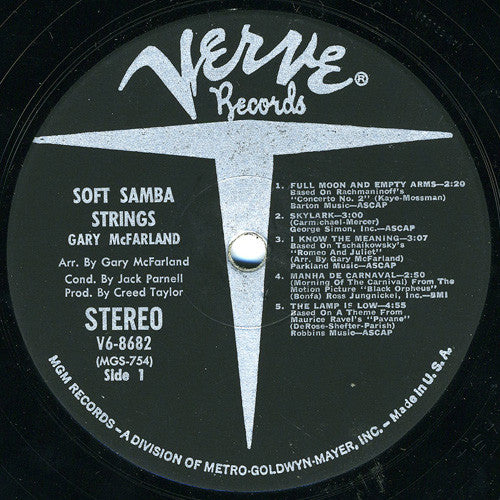 VERVE®
Records
SOFT SAMBA
STRINGS
GARY McFARLAND
Arr. By Gary McFarland
Cond. By Jack Parnell
Prod. By Creed Taylor
STEREO
V6-8682
(MGS-754)
Side 1
1. FULL MOON AND EMPTY ARMS—2:20
Based on Rachmaninoff's
"Concerto No. 2" (Kaye-Mossman)
Barton Music—ASCAP
2. SKYLARK—3:00
(Carmichael-Mercer)
George Simon, Inc.—ASCAP
3. I KNOW THE MEANING—3:07
Based On Tschaikowsky's
"Romeo And Juliet"
(Arr. By Gary McFarland)
Parkland Music—ASCAP
4. MANHA DE CARNAVAL—2:50
(Morning Of The Carnival) From The
Motion Picture "Black Orpheus"
(Bonfa) Ross Jungnickel, Inc.—BMI
5. THE LAMP IS LOW—4:55
Based On A Theme From
Maurice Ravel's "Pavane"
(DeRose-Shefter-Parish)
Robbins Music—ASCAP
MGM RECORDS—A DIVISION OF METRO-GOLDWYN-MAYER, INC.—Made in U.S.A.